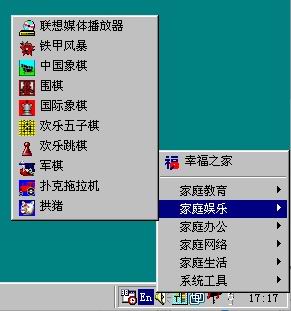 联想媒体播放器
铁甲风暴
中国象棋
围棋
国际象棋
欢乐五子棋
欢乐跳棋
军棋
扑克拖拉机
拱猪
幸福之家
家庭教育
家庭娱乐
家庭办公
家庭网络
家庭生活
系统工具
En
17:17